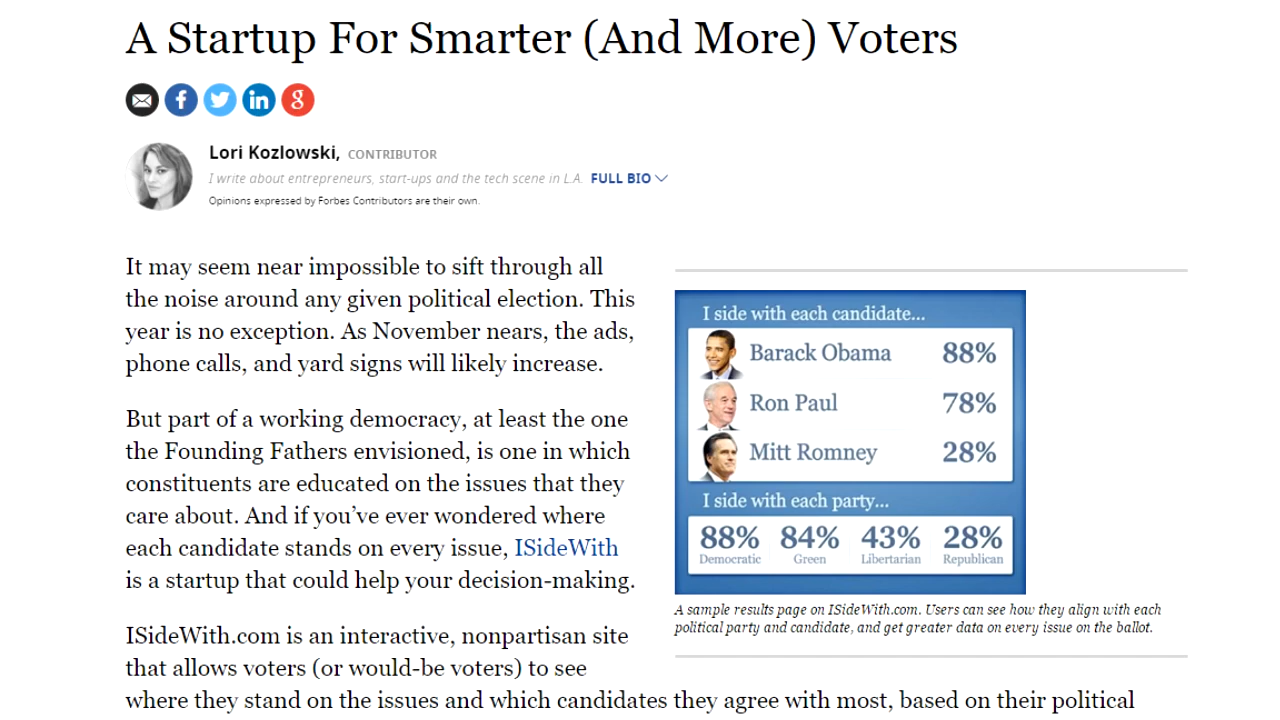 A Startup For Smarter (And More) Voters
Lori Kozlowski, CONTRIBUTOR
I write about entrepreneurs, start-ups and the tech scene in L.A. FULL BIO
Opinions expressed by Forbes Contributors are their own.
It may seem near impossible to sift through all
the noise around any given political election. This
year is no exception. As November nears, the ads,
phone calls, and yard signs will likely increase.
But part of a working democracy, at least the one
the Founding Fathers envisioned, is one in which
constituents are educated on the issues that they
care about. And if you’ve ever wondered where
each candidate stands on every issue, ISideWith
is a startup that could help your decision-making.
I side with each candidate...
Barack Obama 88%
Ron Paul 78%
Mitt Romney 28%
I side with each party...
88% 84% 43% 28%
Democratic Green Libertarian Republican
A sample results page on ISideWith.com. Users can see how they align with each
political party and candidate, and get greater data on every issue on the ballot.
ISideWith.com is an interactive, nonpartisan site
that allows voters (or would-be voters) to see
where they stand on the issues and which candidates they agree with most, based on their political